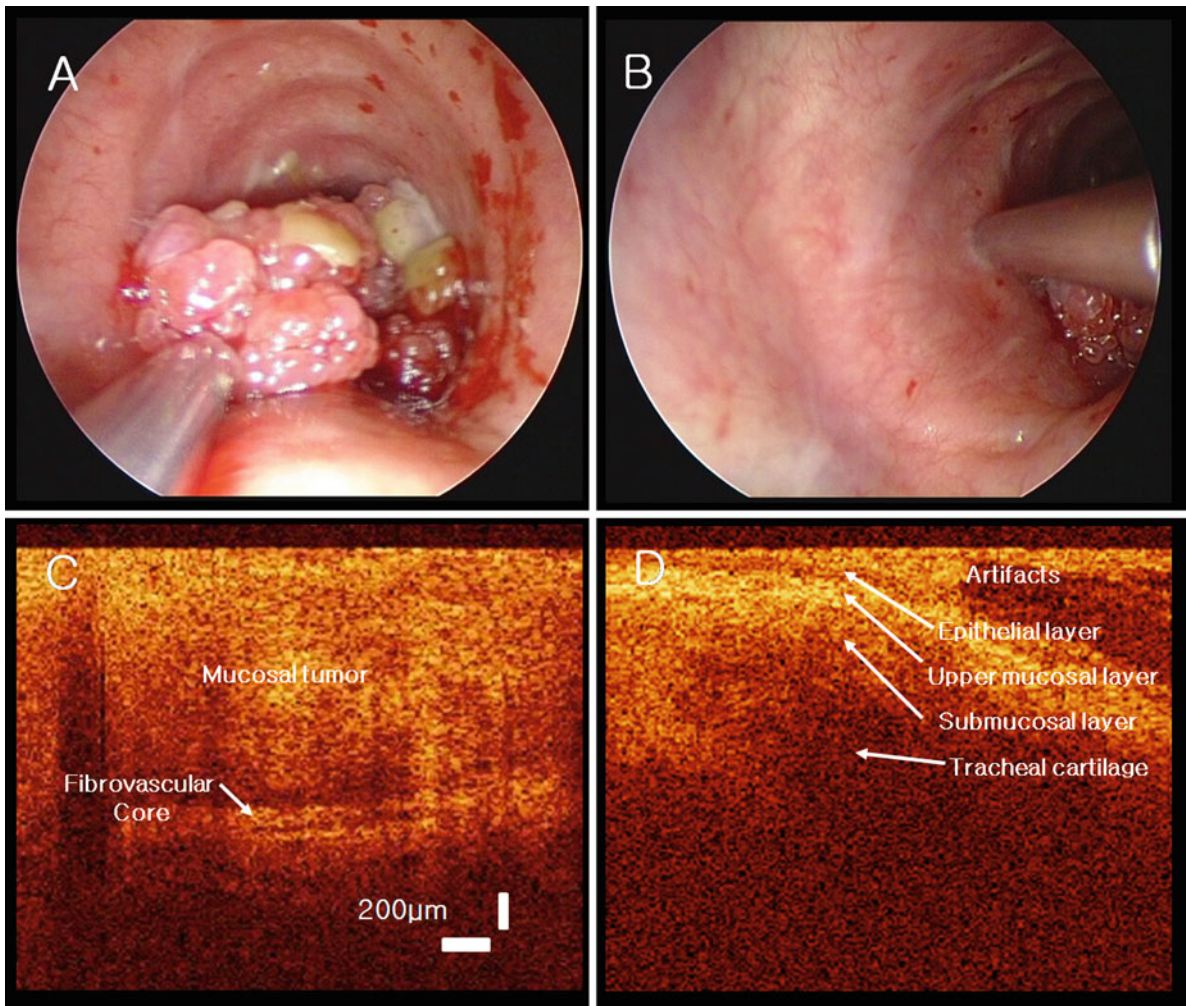 A
B
C
Mucosal tumor
Fibrovascular
Core
200μm
D
Artifacts
Epithelial layer
Upper mucosal layer
Submucosal layer
Tracheal cartilage